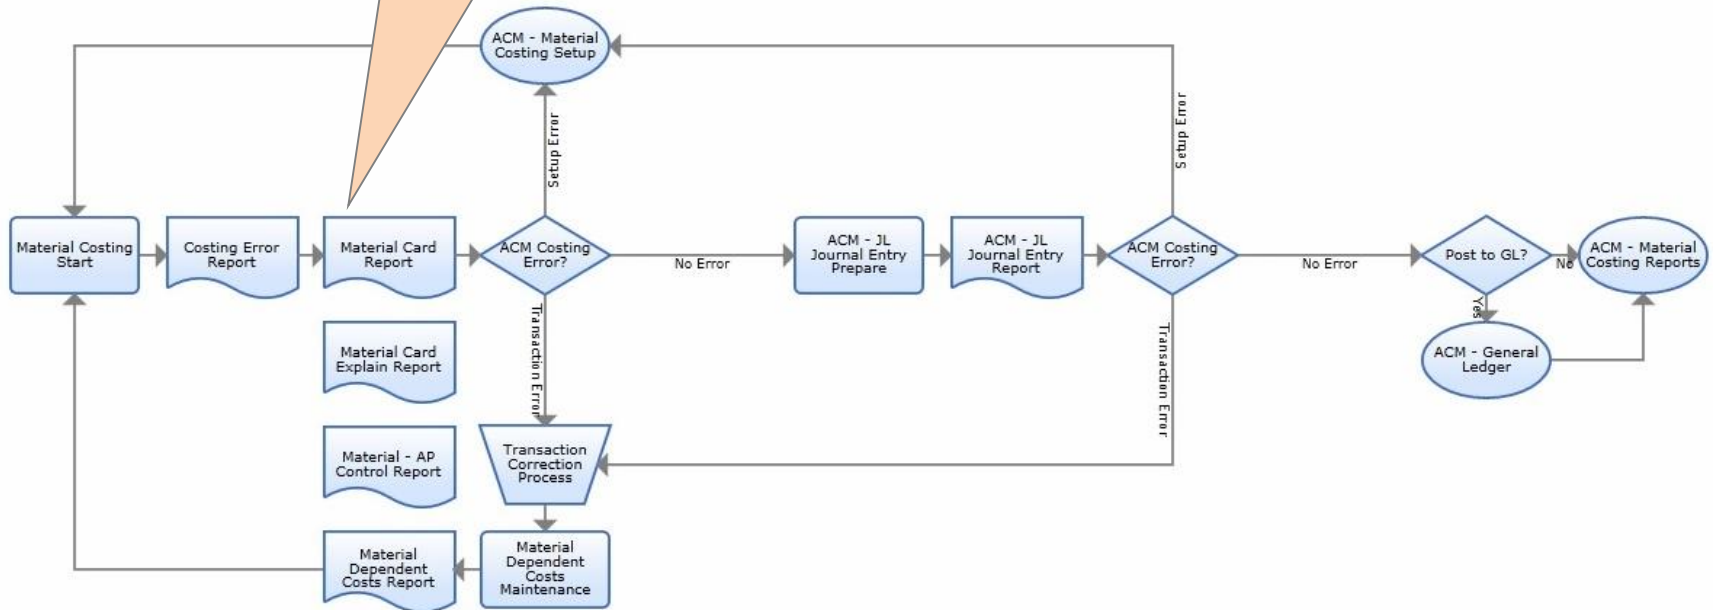 ACM - Material
Costing Setup
Setup Error
Setup Error
Material Costing
Start
Costing Error
Report
Material Card
Report
ACM Costing
Error?
No Error
ACM - JL
Journal Entry
Prepare
ACM - JL
Journal Entry
Report
ACM Costing
Error?
No Error
Post to GL?
No
ACM - Material
Costing Reports
Yes
Transaction Error
Transaction Error
Material Card
Explain Report
ACM - General
Ledger
Material - AP
Control Report
Transaction
Correction
Process
Material
Dependent
Costs Report
Material
Dependent
Costs
Maintenance